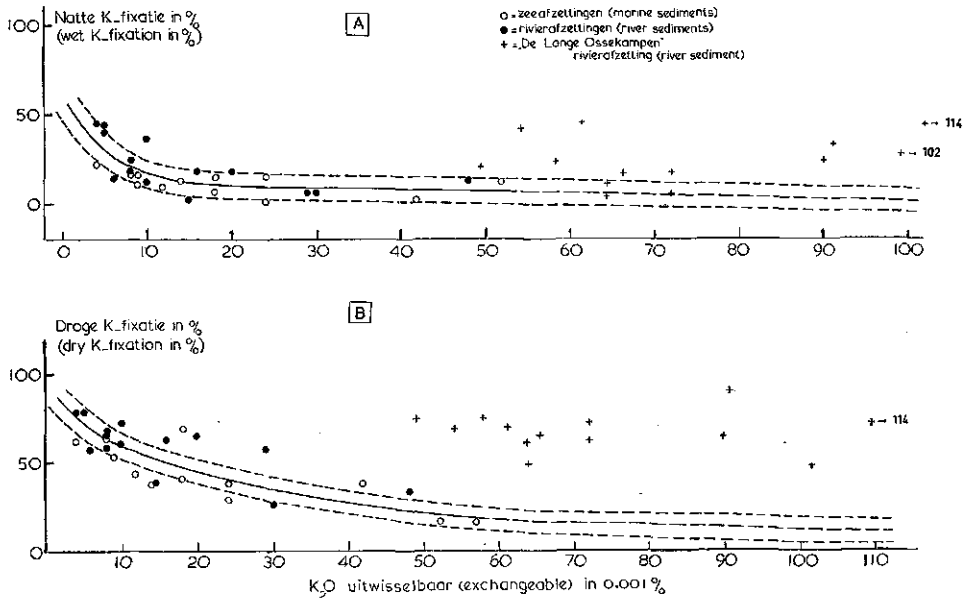 100
Natte K_fixatie in %
(wet K_fixation in %)
A
o = zeeafzettingen (marine sediments)
● = rivierafzettingen (river sediments)
+ = „De Lange Ossekampen"
rivierafzetting (river sediment)
50
+→ 114
+→ 102
0
0 10 20 30 40 50 60 70 80 90 100
Droge K_fixatie in %
(dry K_fixation in %)
B
100
+→ 114
50
0
10 20 30 40 50 60 70 80 90 100 110
K₂O uitwisselbaar (exchangeable) in 0.001 %